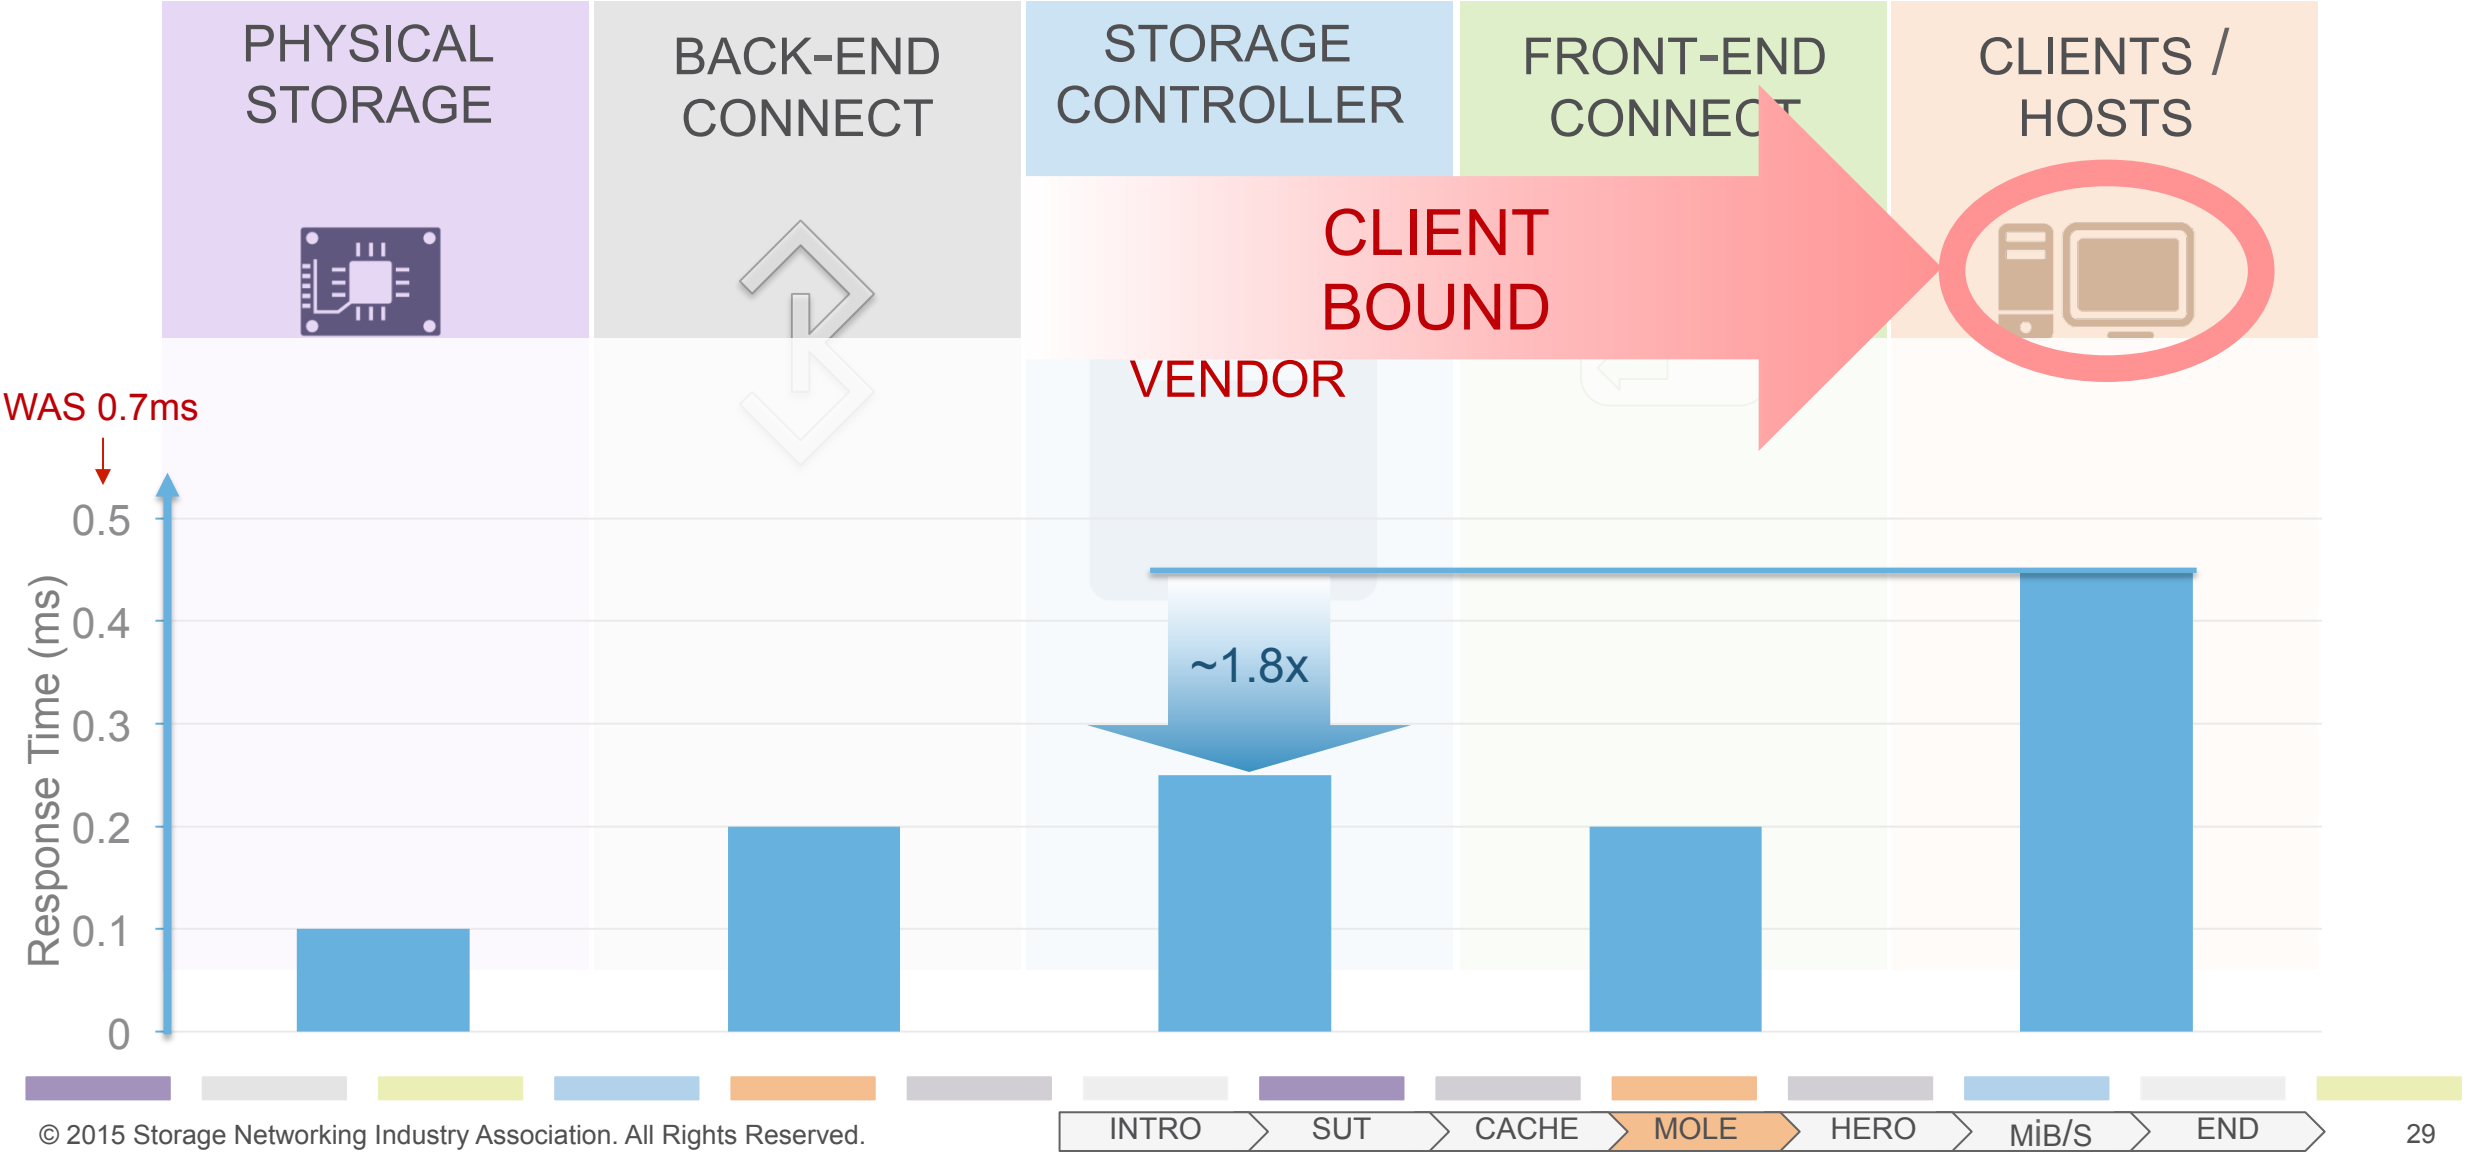 PHYSICAL
STORAGE
BACK-END
CONNECT
STORAGE
CONTROLLER
FRONT-END
CONNECT
CLIENTS /
HOSTS
CLIENT
BOUND
VENDOR
WAS 0.7ms
Response Time (ms)
0.5
0.4
0.3
0.2
0.1
0
~1.8x
© 2015 Storage Networking Industry Association. All Rights Reserved.
INTRO
SUT
CACHE
MOLE
HERO
MiB/S
END
29